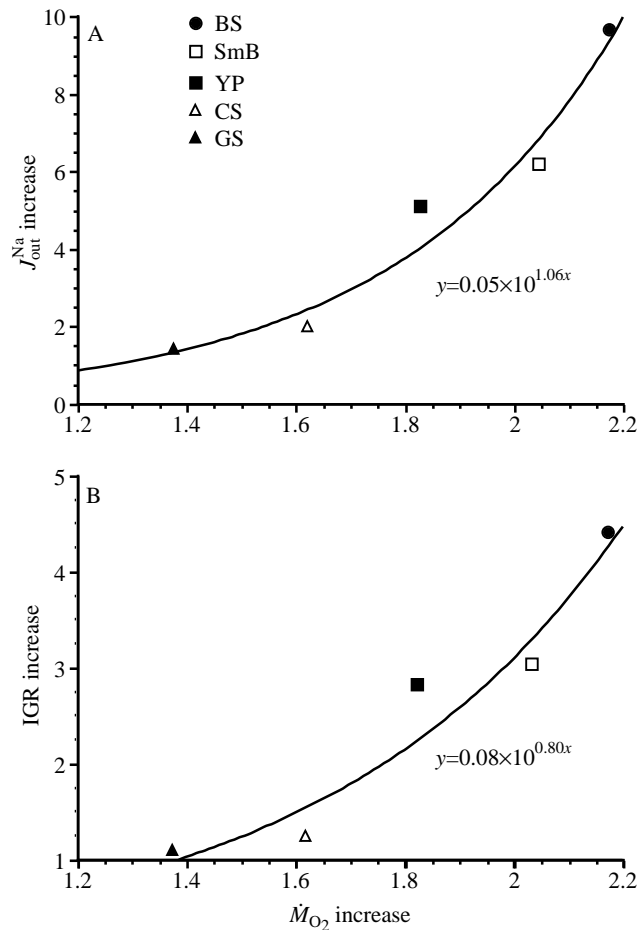 A
BS
SmB
YP
CS
GS
10
8
6
4
2
0
J_out^Na increase
y=0.05×10^1.06x
1.2 1.4 1.6 1.8 2 2.2
B
5
4
3
2
1
IGR increase
y=0.08×10^0.80x
1.2 1.4 1.6 1.8 2 2.2
Ṁ_O₂ increase